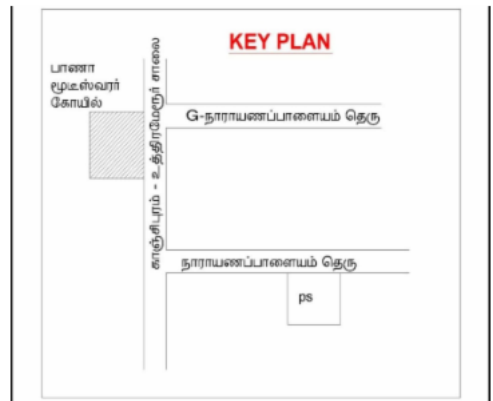 KEY PLAN
பாணா
மூடீஸ்வரர்
கோயில்
காஞ்சிபுரம் - உத்திரமேரூர் சாலை
G-நாராயணப்பாளையம் தெரு
நாராயணப்பாளையம் தெரு
ps